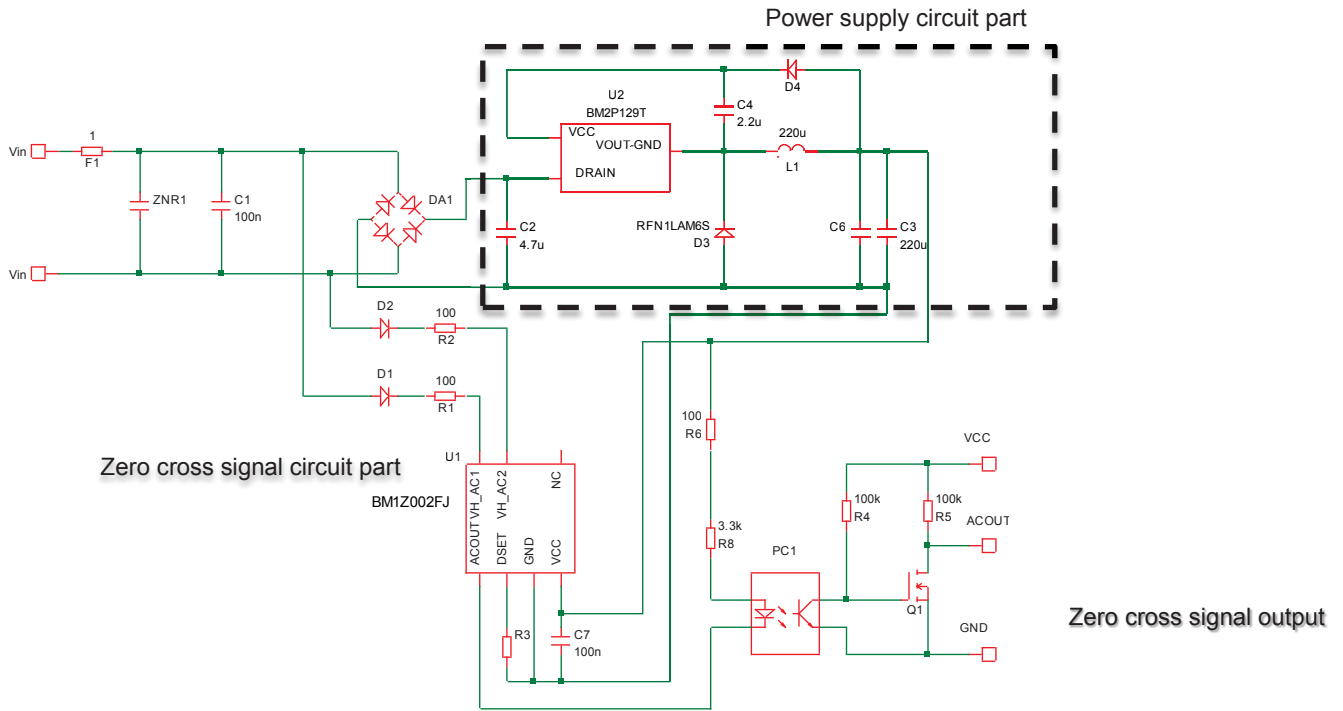 Power supply circuit part
D4
U2
BM2P129T
C4
2.2u
VCC
VOUT-GND
DRAIN
220u
L1
1
Vin
F1
ZNR1
C1
100n
DA1
C2
4.7u
RFN1LAM6S
D3
C6
C3
220u
Vin
D2
100
R2
D1
100
R1
100
R6
Zero cross signal circuit part
U1
BM1Z002FJ
VH_AC1
VH_AC2
NC
ACOUT
DSET
GND
VCC
VCC
100k
R4
100k
R5
ACOUT
3.3k
R8
PC1
Q1
R3
C7
100n
GND
Zero cross signal output